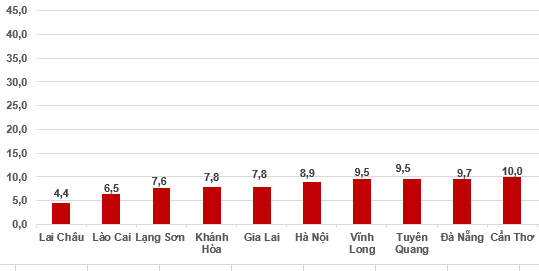 45,0
40,0
35,0
30,0
25,0
20,0
15,0
10,0
5,0
0,0
4,4
6,5
7,6
7,8
7,8
8,9
9,5
9,5
9,7
10,0
Lai Châu
Lào Cai
Lạng Sơn
Khánh
Hòa
Gia Lai
Hà Nội
Vĩnh
Long
Tuyên
Quang
Đà Nẵng
Cần Thơ